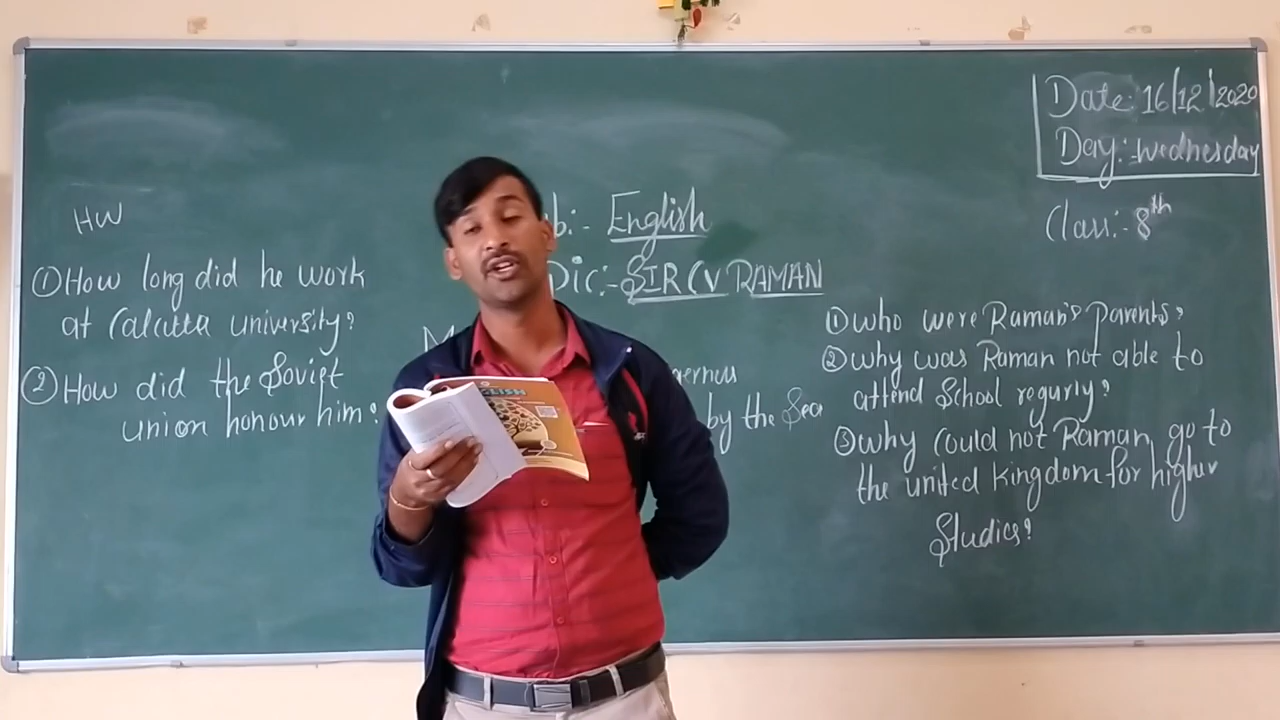 Date: 16/12/2020
Day:- wednesday
Class:- 8th
HW
b:- English
pic:- SIR CV RAMAN
① How long did he work
at Calcutta university?
② How did the Soviet
union honour him?
by the Sea
① who were Raman's Parents?
② why was Raman not able to
attend School regurly?
③ why Could not Raman go to
the united Kingdom for higher
Studies?